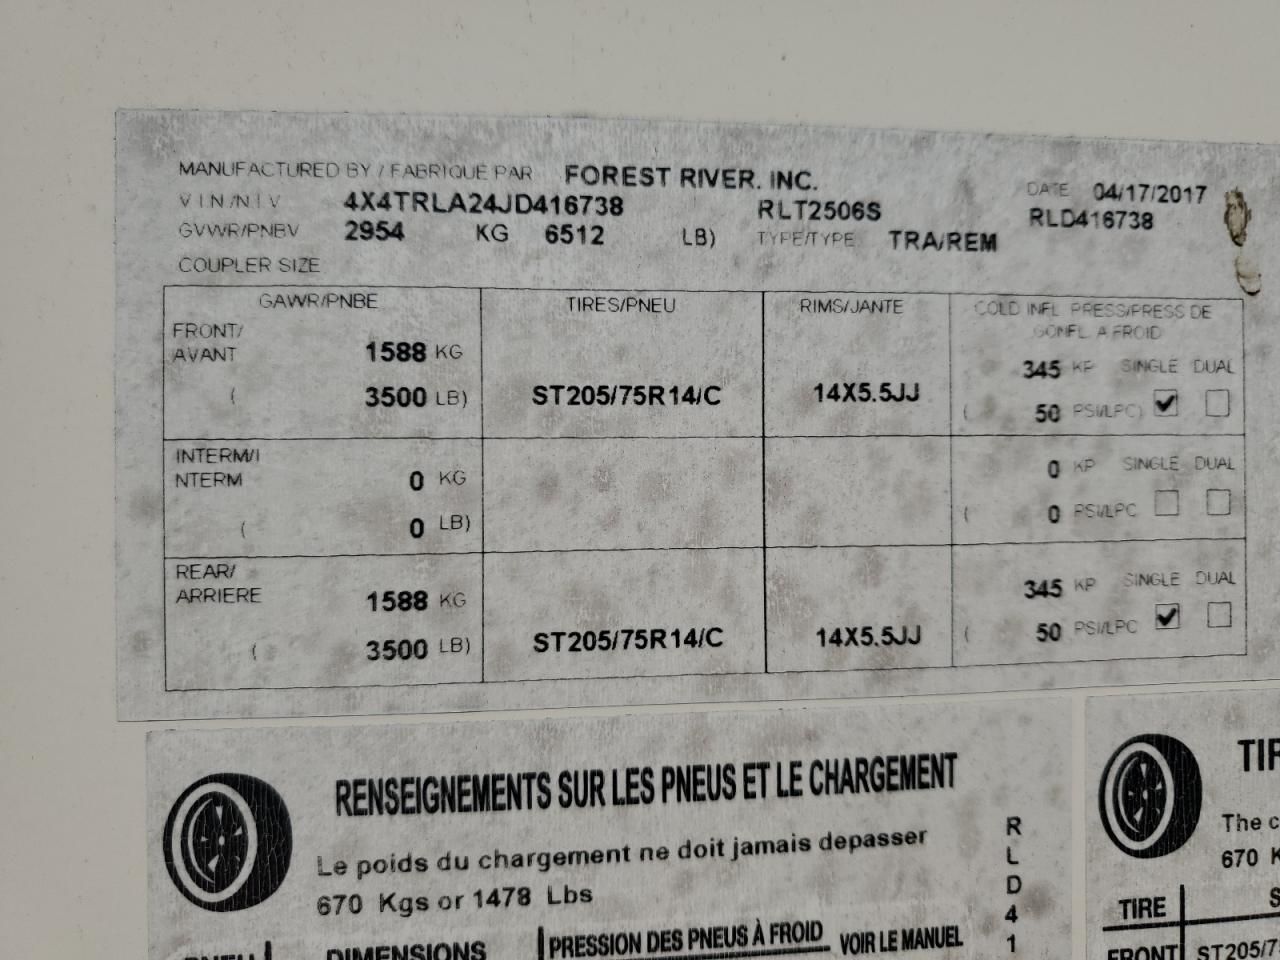 MANUFACTURED BY / FABRIQUE PAR FOREST RIVER, INC. DATE 04/17/2017
V I N /N I V 4X4TRLA24JD416738 RLT2506S RLD416738
GVWR/PNBV 2954 KG 6512 LB) TYPE/TYPE TRA/REM
COUPLER SIZE
GAWR/PNBE TIRES/PNEU RIMS/JANTE COLD INFL PRESS/PRESS DE
GONFL A FROID
FRONT/
AVANT 1588 KG 345 KP SINGLE DUAL
( 3500 LB) ST205/75R14/C 14X5.5JJ ( 50 PSI/LPC)
INTERM/I
NTERM 0 KG 0 KP SINGLE DUAL
( 0 LB) ( 0 PSI/LPC
REAR/
ARRIERE 1588 KG 345 KP SINGLE DUAL
( 3500 LB) ST205/75R14/C 14X5.5JJ ( 50 PSI/LPC
RENSEIGNEMENTS SUR LES PNEUS ET LE CHARGEMENT
Le poids du chargement ne doit jamais depasser
670 Kgs or 1478 Lbs
DIMENSIONS PRESSION DES PNEUS À FROID VOIR LE MANUEL
R
L
D
4
1
The
670
TIRE
FRONT ST205/7